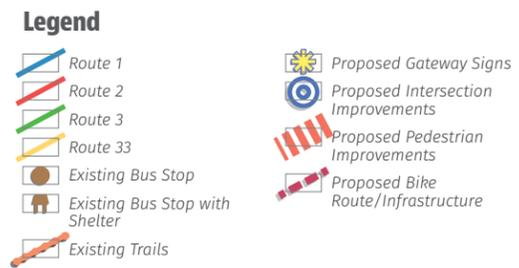 Legend
Route 1
Route 2
Route 3
Route 33
Existing Bus Stop
Existing Bus Stop with
Shelter
Existing Trails
Proposed Gateway Signs
Proposed Intersection
Improvements
Proposed Pedestrian
Improvements
Proposed Bike
Route/Infrastructure